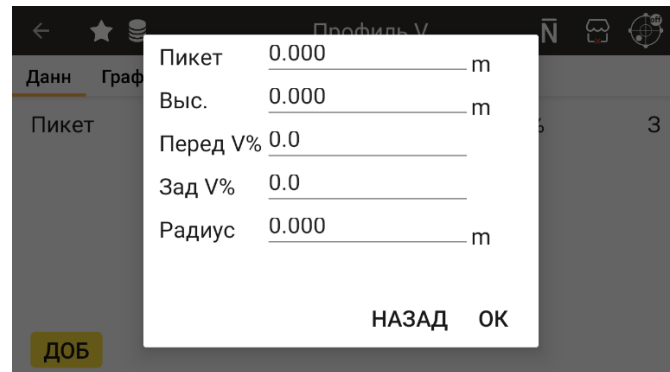 Профиль V
N
Данн Граф
Пикет З
Пикет 0.000 m
Выс. 0.000 m
Перед V% 0.0
Зад V% 0.0
Радиус 0.000 m
НАЗАД ОК
ДОБ